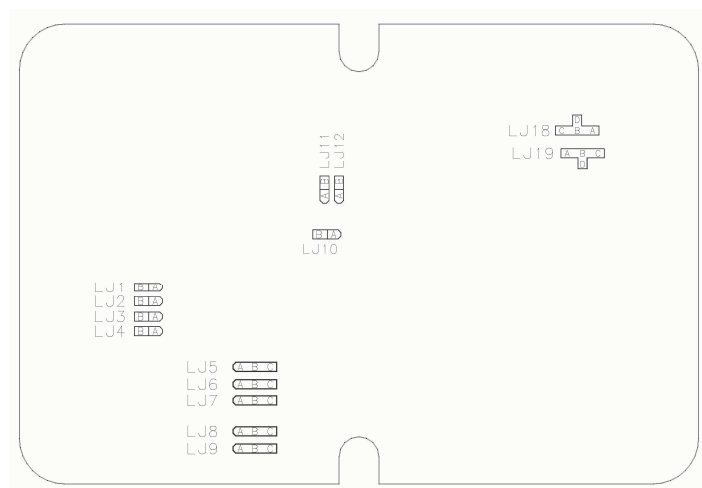 D
LJ18 C B A
LJ19 A B C
D
LJ11
A B
LJ12
A B
B A
LJ10
LJ1 B A
LJ2 B A
LJ3 B A
LJ4 B A
LJ5 A B C
LJ6 A B C
LJ7 A B C
LJ8 A B C
LJ9 A B C